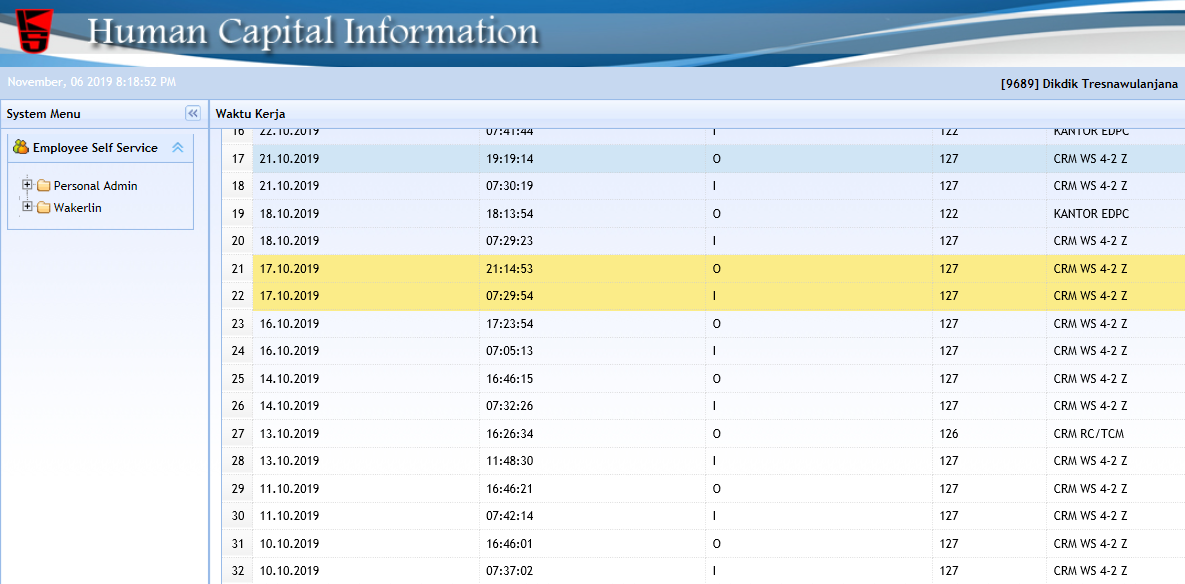 Human Capital Information
November, 06 2019 8:18:52 PM
[9689] Dikdik Tresnawulanjana
System Menu
Waktu Kerja
Employee Self Service
Personal Admin
Wakerlin
16 22.10.2019 07:41:44 I 122 KANTOR EDPC
17 21.10.2019 19:19:14 O 127 CRM WS 4-2 Z
18 21.10.2019 07:30:19 I 127 CRM WS 4-2 Z
19 18.10.2019 18:13:54 O 122 KANTOR EDPC
20 18.10.2019 07:29:23 I 127 CRM WS 4-2 Z
21 17.10.2019 21:14:53 O 127 CRM WS 4-2 Z
22 17.10.2019 07:29:54 I 127 CRM WS 4-2 Z
23 16.10.2019 17:23:54 O 127 CRM WS 4-2 Z
24 16.10.2019 07:05:13 I 127 CRM WS 4-2 Z
25 14.10.2019 16:46:15 O 127 CRM WS 4-2 Z
26 14.10.2019 07:32:26 I 127 CRM WS 4-2 Z
27 13.10.2019 16:26:34 O 126 CRM RC/TCM
28 13.10.2019 11:48:30 I 127 CRM WS 4-2 Z
29 11.10.2019 16:46:21 O 127 CRM WS 4-2 Z
30 11.10.2019 07:42:14 I 127 CRM WS 4-2 Z
31 10.10.2019 16:46:01 O 127 CRM WS 4-2 Z
32 10.10.2019 07:37:02 I 127 CRM WS 4-2 Z